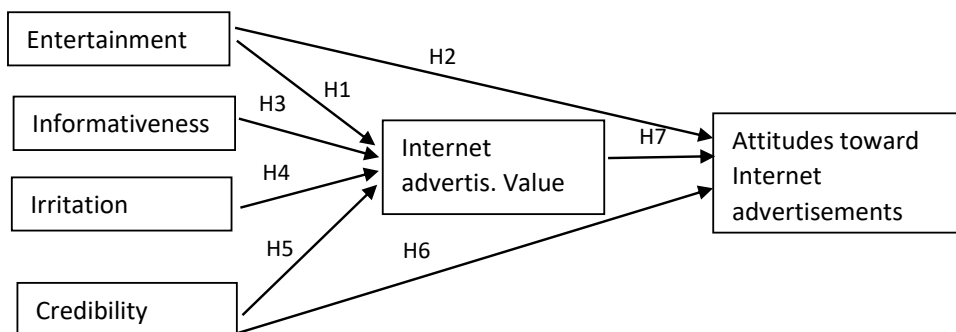 Entertainment
H2
H1
H3
Informativeness
H7
Internet
advertis. Value
Attitudes toward
Internet
advertisements
H4
Irritation
H5
H6
Credibility